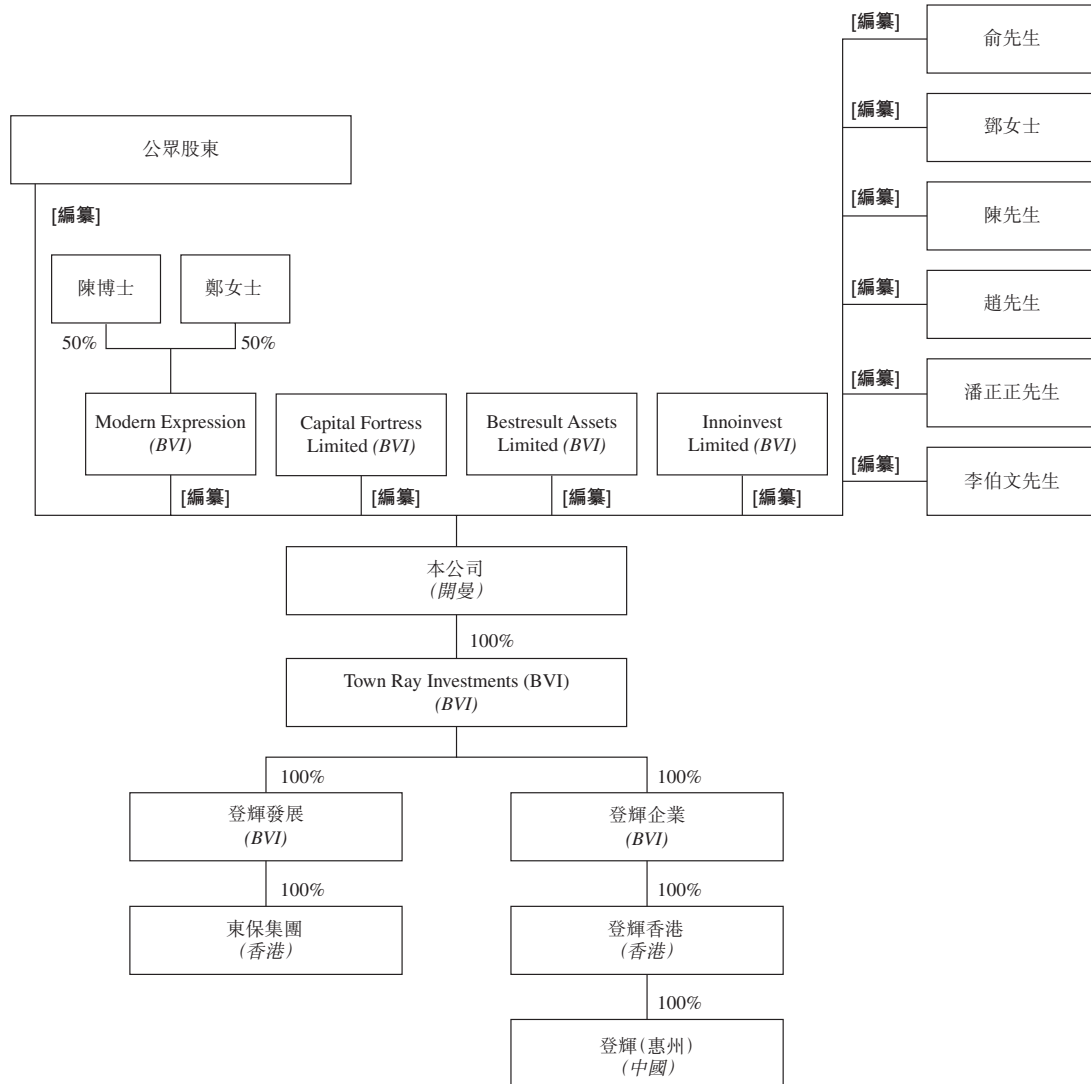 [編纂]
俞先生
[編纂]
鄧女士
公眾股東
[編纂]
陳先生
[編纂]
陳博士
鄭女士
[編纂]
趙先生
50%
50%
[編纂]
潘正正先生
Modern Expression
(BVI)
Capital Fortress
Limited (BVI)
Bestresult Assets
Limited (BVI)
Innoinvest
Limited (BVI)
[編纂]
李伯文先生
[編纂]
[編纂]
[編纂]
[編纂]
本公司
(開曼)
100%
Town Ray Investments (BVI)
(BVI)
100%
100%
登輝發展
(BVI)
登輝企業
(BVI)
100%
100%
東保集團
(香港)
登輝香港
(香港)
100%
登輝(惠州)
(中國)